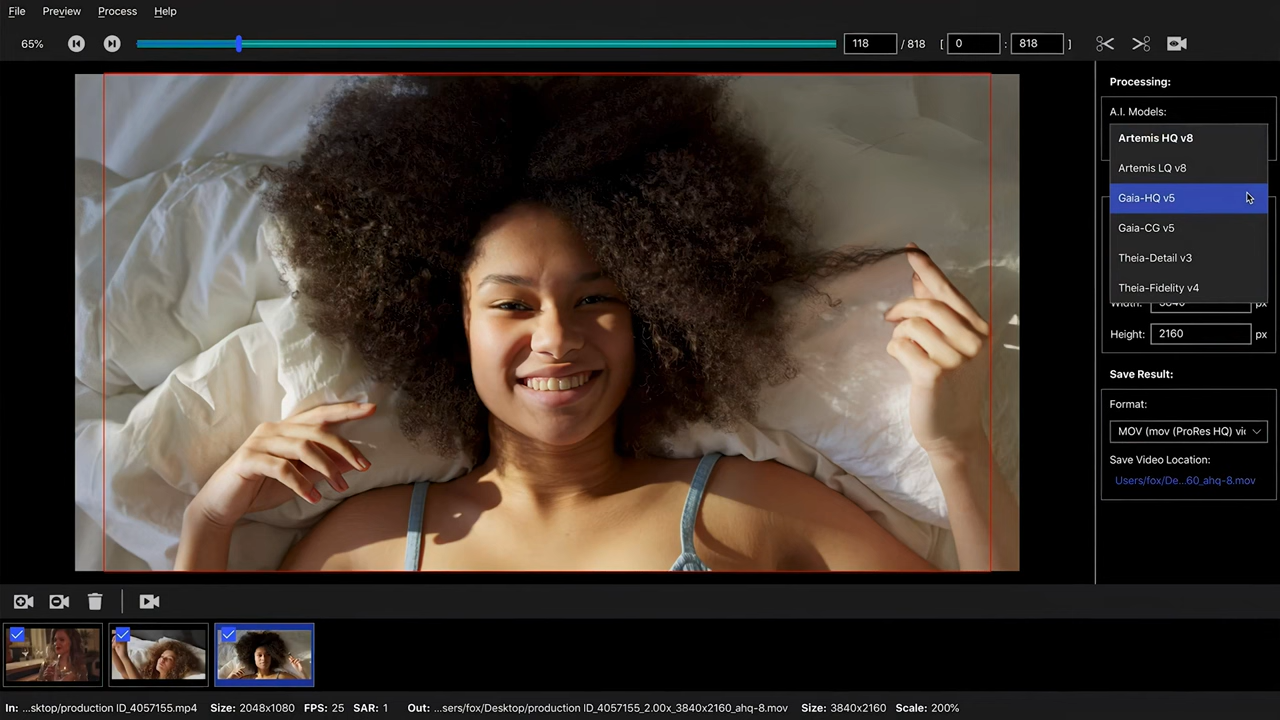 File Preview Process Help
65% 118 / 818 [ 0 : 818 ]
Processing:
A.I. Models:
Artemis HQ v8
Artemis LQ v8
Gaia-HQ v5
Gaia-CG v5
Theia-Detail v3
Theia-Fidelity v4
Width: 3840 px
Height: 2160 px
Save Result:
Format:
MOV (mov (ProRes HQ) vi
Save Video Location:
Users/fox/De...60_ahq-8.mov
In: ...sktop/production ID_4057155.mp4 Size: 2048x1080 FPS: 25 SAR: 1 Out: ...sers/fox/Desktop/production ID_4057155_2.00x_3840x2160_ahq-8.mov Size: 3840x2160 Scale: 200%